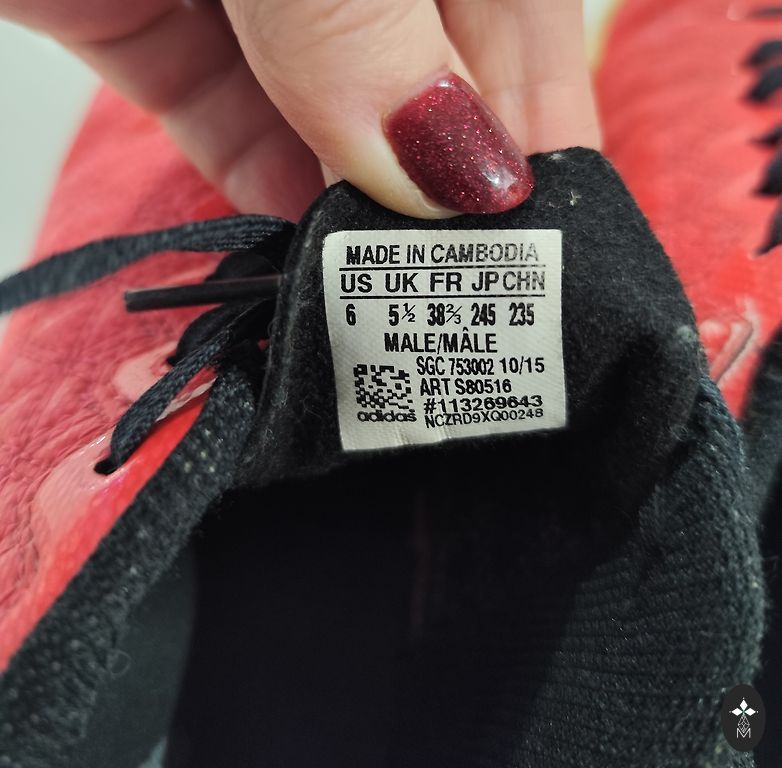 MADE IN CAMBODIA
US UK FR JP CHN
6 5½ 38⅔ 245 235
MALE/MÂLE
SGC 753002 10/15
ART S80516
#113269643
adidas NCZRD9XQ00248
M